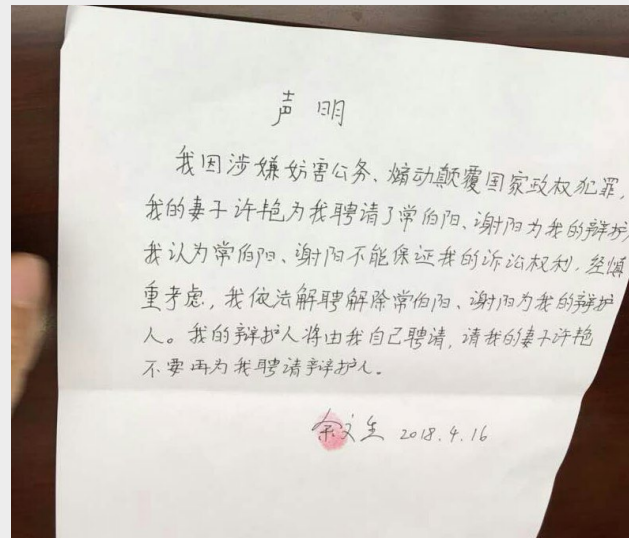 声明
我因涉嫌妨害公务、煽动颠覆国家政权犯罪,
我的妻子许艳为我聘请了常伯阳、谢阳为我的辩护
我认为常伯阳、谢阳不能保证我的诉讼权利,经慎
重考虑,我依法解聘解除常伯阳、谢阳为我的辩护
人。我的辩护人将由我自己聘请,请我的妻子许艳
不要再为我聘请辩护人。
余文生 2018.4.16